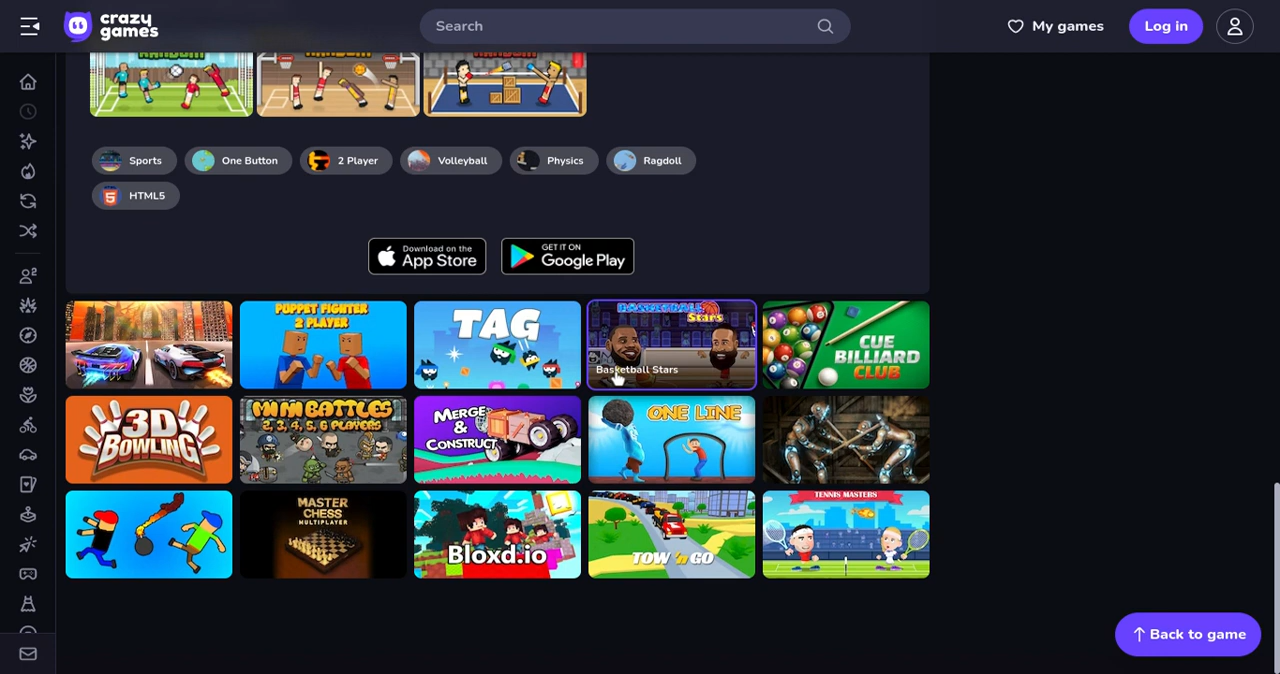 crazy
games
Search
My games
Log in
RANDOM
RANDOM
RANDOM
Sports
One Button
2 Player
Volleyball
Physics
Ragdoll
HTML5
Download on the
App Store
GET IT ON
Google Play
PUPPET FIGHTER
2 PLAYER
TAG
BASKETBALL
Stars
Basketball Stars
CUE
BILLIARD
CLUB
3D
BOWLING
MINI BATTLES
2, 3, 4, 5, 6 PLAYERS
MERGE
&
CONSTRUCT
ONE LINE
MASTER
CHESS
MULTIPLAYER
Bloxd.io
TOW 'n GO
TENNIS MASTERS
Back to game